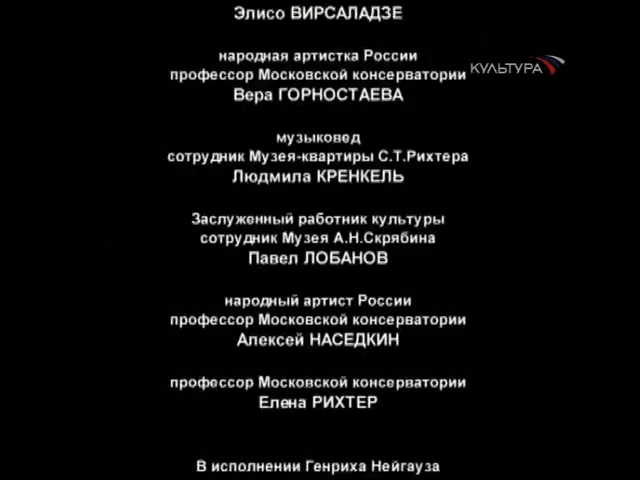 Элисо ВИРСАЛАДЗЕ
народная артистка России
профессор Московской консерватории
Вера ГОРНОСТАЕВА
КУЛЬТУРА
музыковед
сотрудник Музея-квартиры С.Т.Рихтера
Людмила КРЕНКЕЛЬ
Заслуженный работник культуры
сотрудник Музея А.Н.Скрябина
Павел ЛОБАНОВ
народный артист России
профессор Московской консерватории
Алексей НАСЕДКИН
профессор Московской консерватории
Елена РИХТЕР
В исполнении Генриха Нейгауза